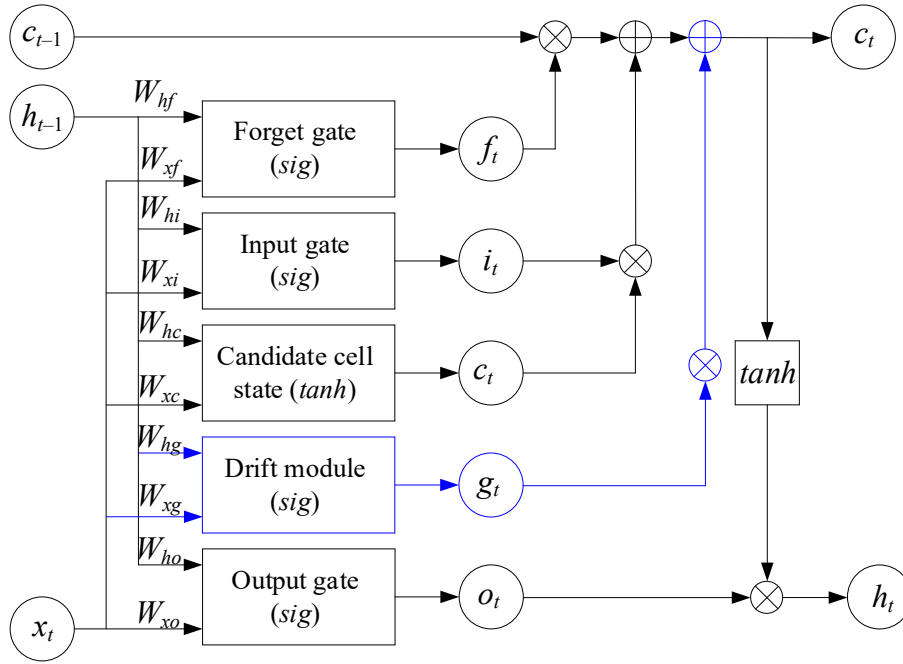 c_{t–1}
c_t
h_{t–1}
W_{hf}
Forget gate
(sig)
f_t
W_{xf}
W_{hi}
Input gate
(sig)
i_t
W_{xi}
W_{hc}
Candidate cell
state (tanh)
c_t
tanh
W_{xc}
W_{hg}
Drift module
(sig)
g_t
W_{xg}
W_{ho}
Output gate
(sig)
o_t
h_t
x_t
W_{xo}